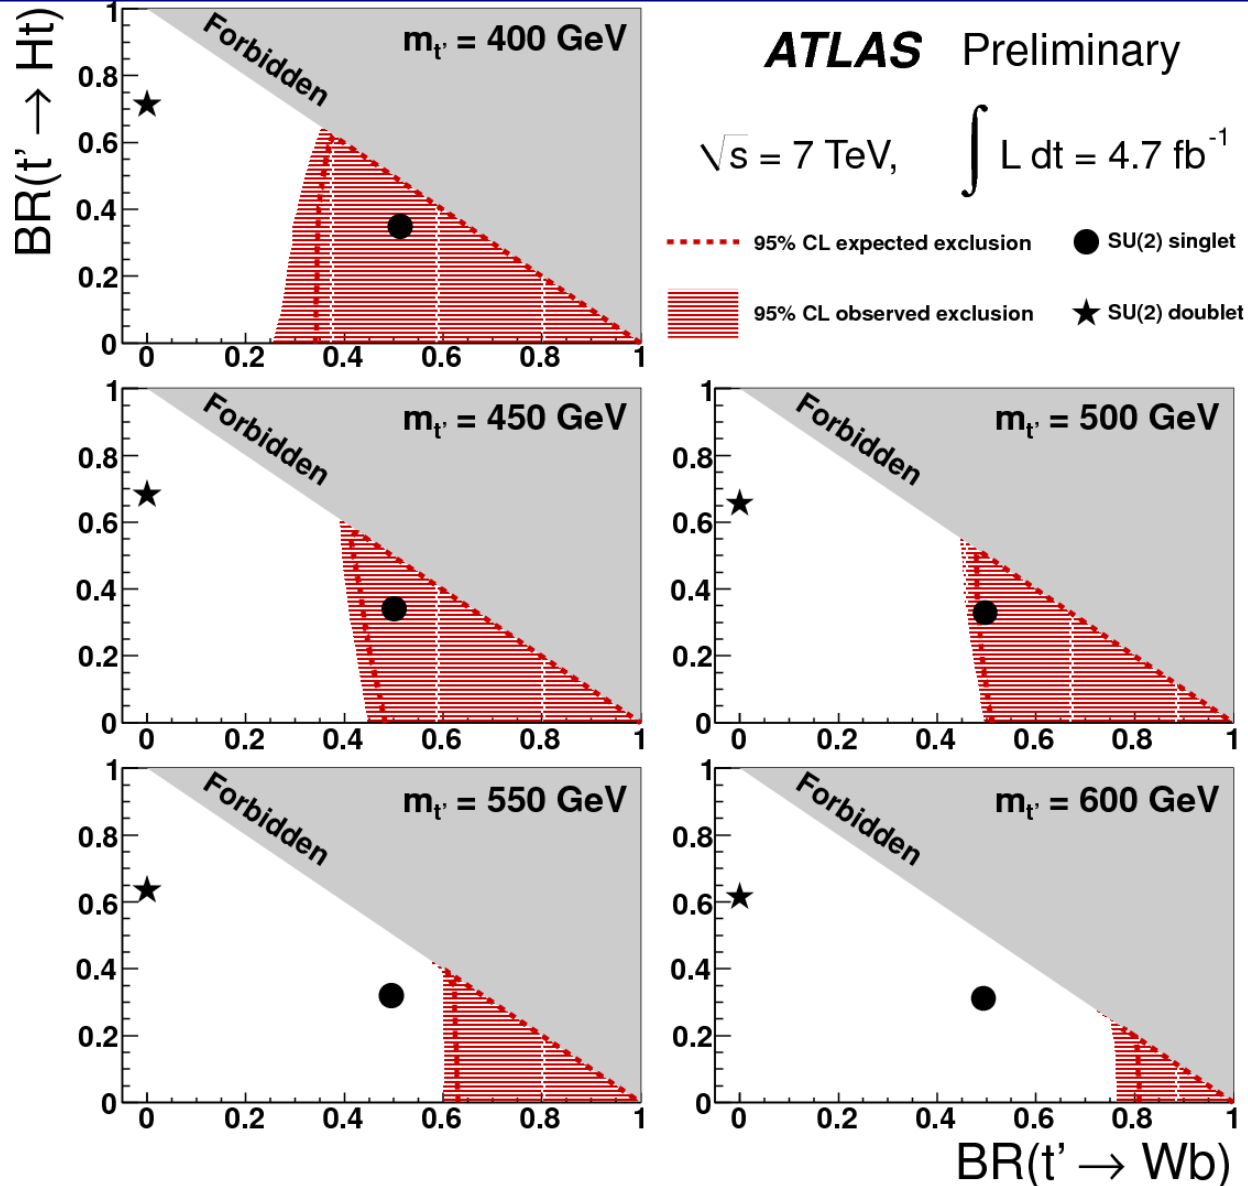 BR(t' → Ht)
1
0.8
0.6
0.4
0.2
0
0 0.2 0.4 0.6 0.8 1
Forbidden
m_t' = 400 GeV
ATLAS Preliminary
√s = 7 TeV, ∫ L dt = 4.7 fb⁻¹
95% CL expected exclusion
SU(2) singlet
95% CL observed exclusion
SU(2) doublet
1
0.8
0.6
0.4
0.2
0
0 0.2 0.4 0.6 0.8 1
Forbidden
m_t' = 450 GeV
1
0.8
0.6
0.4
0.2
0
0 0.2 0.4 0.6 0.8 1
Forbidden
m_t' = 500 GeV
1
0.8
0.6
0.4
0.2
0
0 0.2 0.4 0.6 0.8 1
Forbidden
m_t' = 550 GeV
1
0.8
0.6
0.4
0.2
0
0 0.2 0.4 0.6 0.8 1
Forbidden
m_t' = 600 GeV
BR(t' → Wb)